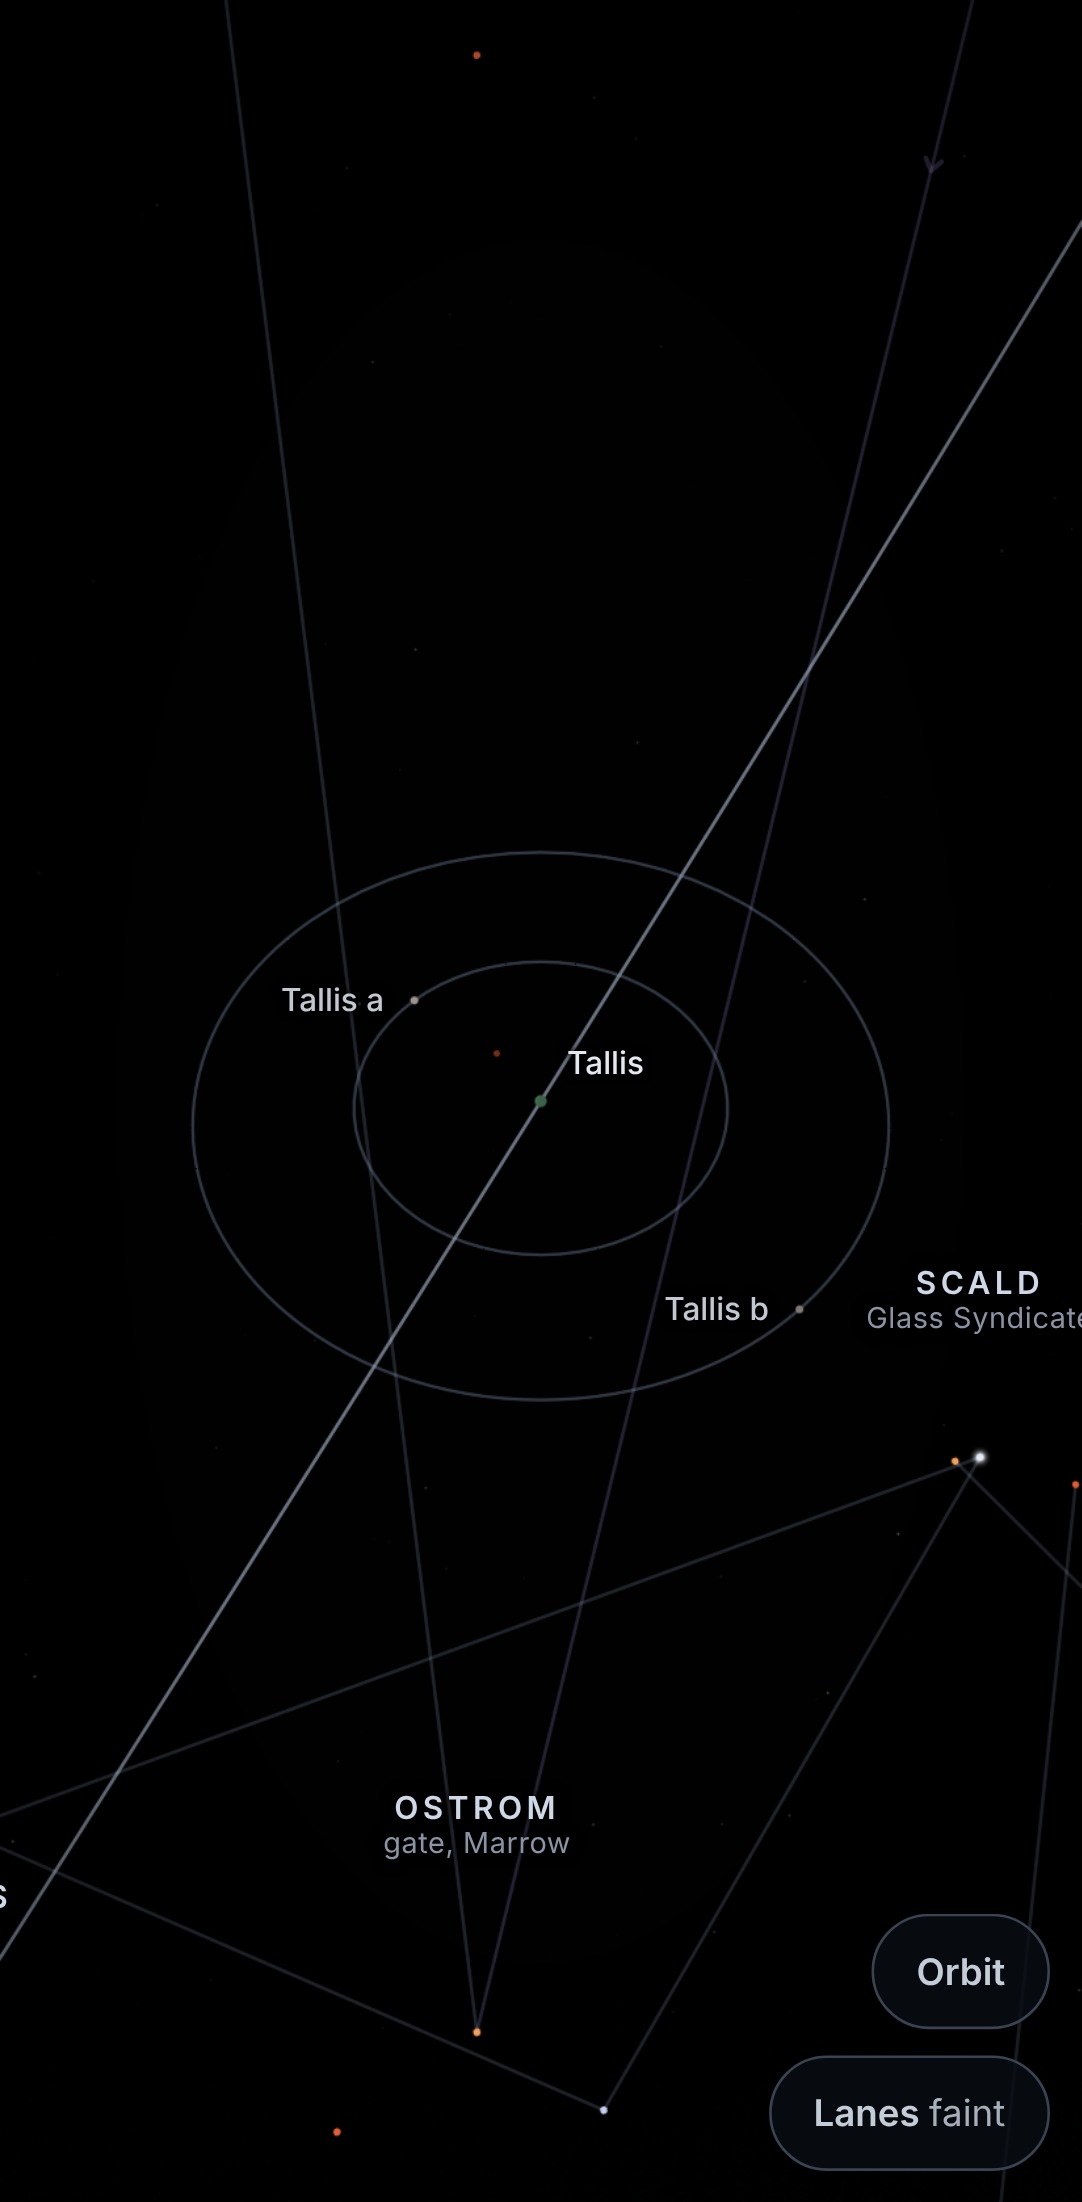 Tallis a
Tallis
Tallis b
SCALD
Glass Syndicate
OSTROM
gate, Marrow
s
Orbit
Lanes faint